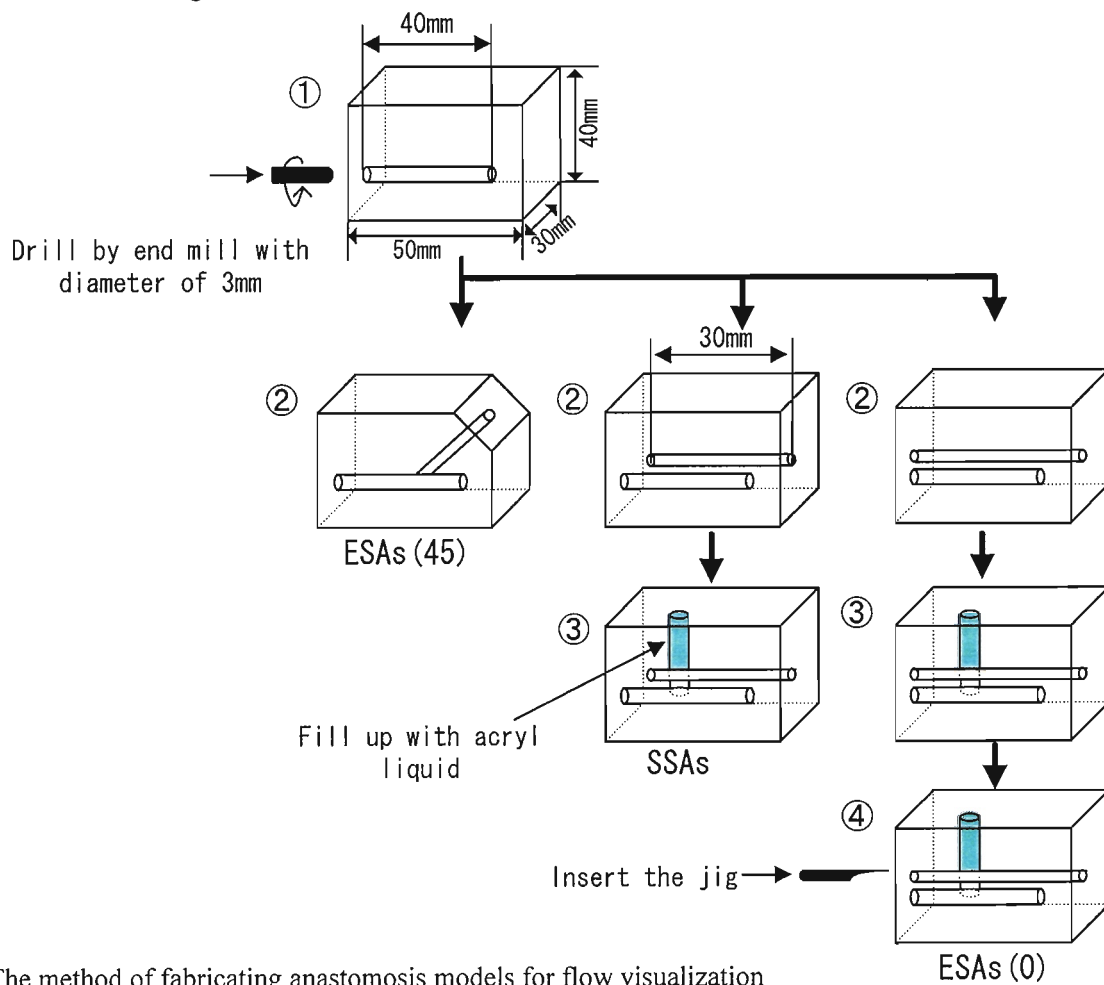 40mm
①
40mm
30mm
50mm
Drill by end mill with
diameter of 3mm
30mm
②
②
②
ESAs(45)
③
③
Fill up with acryl
liquid
SSAs
④
Insert the jig
ESAs(0)
The method of fabricating anastomosis models for flow visualization